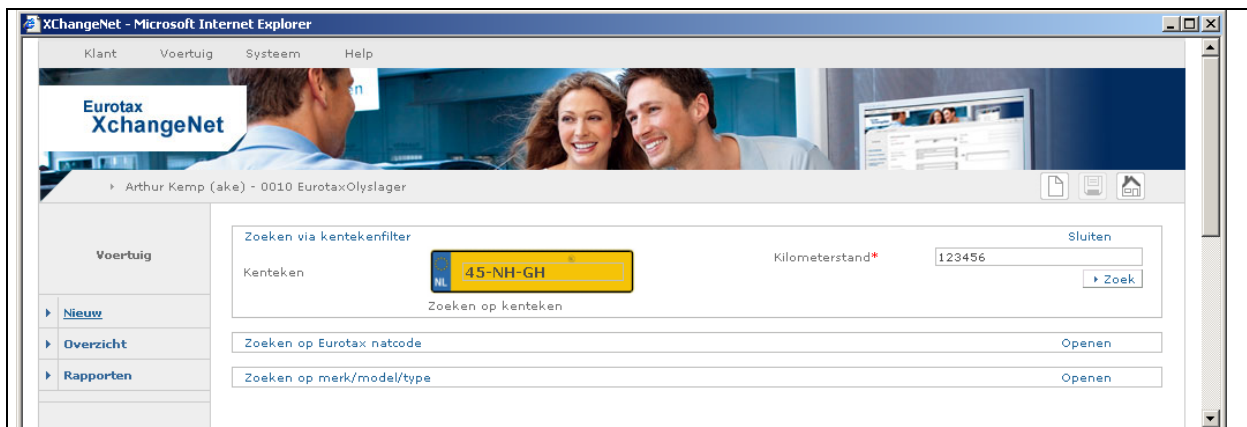 XChangeNet - Microsoft Internet Explorer
Klant Voertuig Systeem Help
en
Eurotax
XchangeNet
Arthur Kemp (ake) - 0010 EurotaxOlyslager
Voertuig
Nieuw
Overzicht
Rapporten
Zoeken via kentekenfilter Sluiten
Kenteken NL 45-NH-GH Kilometerstand* 123456
Zoek
Zoeken op kenteken
Zoeken op Eurotax natcode Openen
Zoeken op merk/model/type Openen